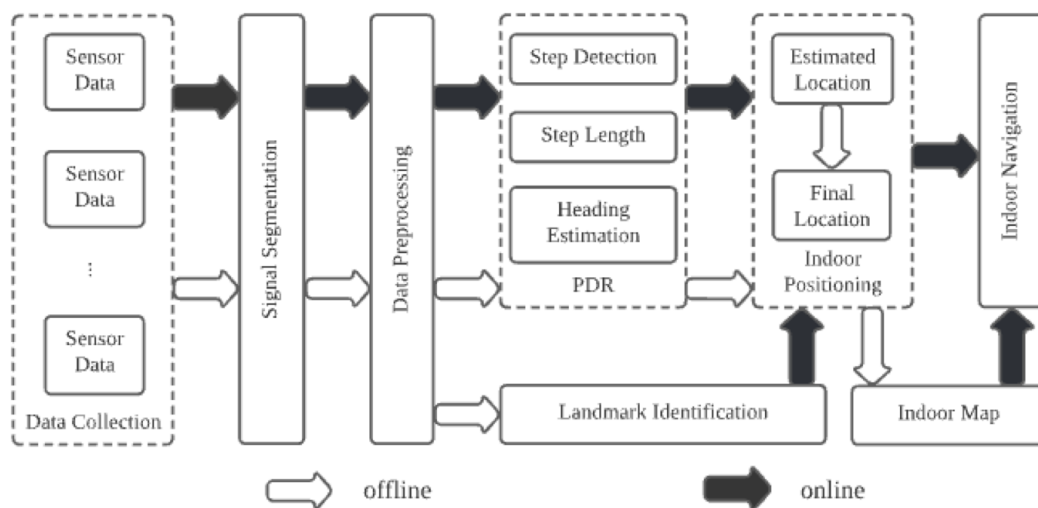 Sensor
Data
Sensor
Data
⋮
Sensor
Data
Data Collection
Signal Segmentation
Data Preprocessing
Step Detection
Step Length
Heading
Estimation
PDR
Estimated
Location
Final
Location
Indoor
Positioning
Indoor Navigation
Landmark Identification
Indoor Map
offline
online